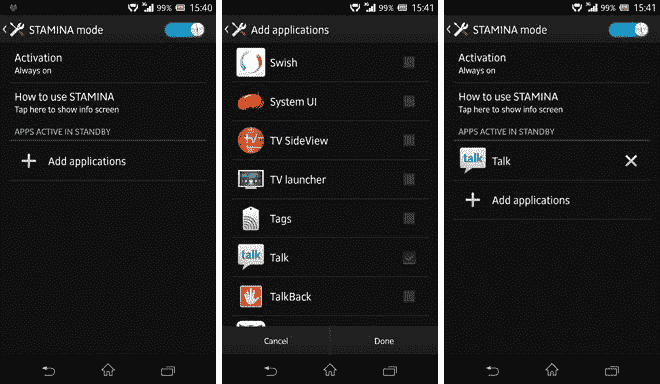 99% 15:40
STAMINA mode
Activation
Always on
How to use STAMINA
Tap here to show info screen
APPS ACTIVE IN STANDBY
Add applications
99% 15:41
Add applications
Swish
System UI
tv
TV SideView
TV launcher
Tags
talk
Talk
TalkBack
Cancel
Done
99% 15:41
STAMINA mode
Activation
Always on
How to use STAMINA
Tap here to show info screen
APPS ACTIVE IN STANDBY
talk
Talk
Add applications